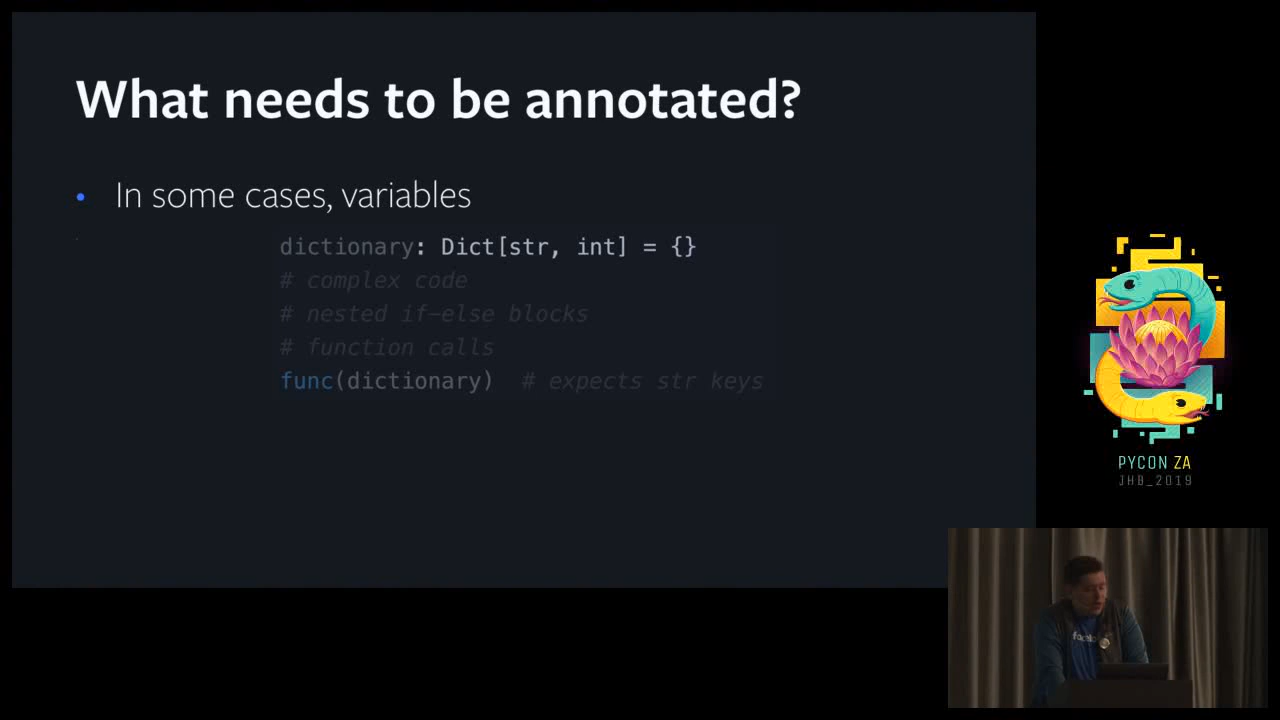 What needs to be annotated?
• In some cases, variables
dictionary: Dict[str, int] = {}
# complex code
# nested if-else blocks
# function calls
func(dictionary)  # expects str keys
PYCON ZA
JHB_2019